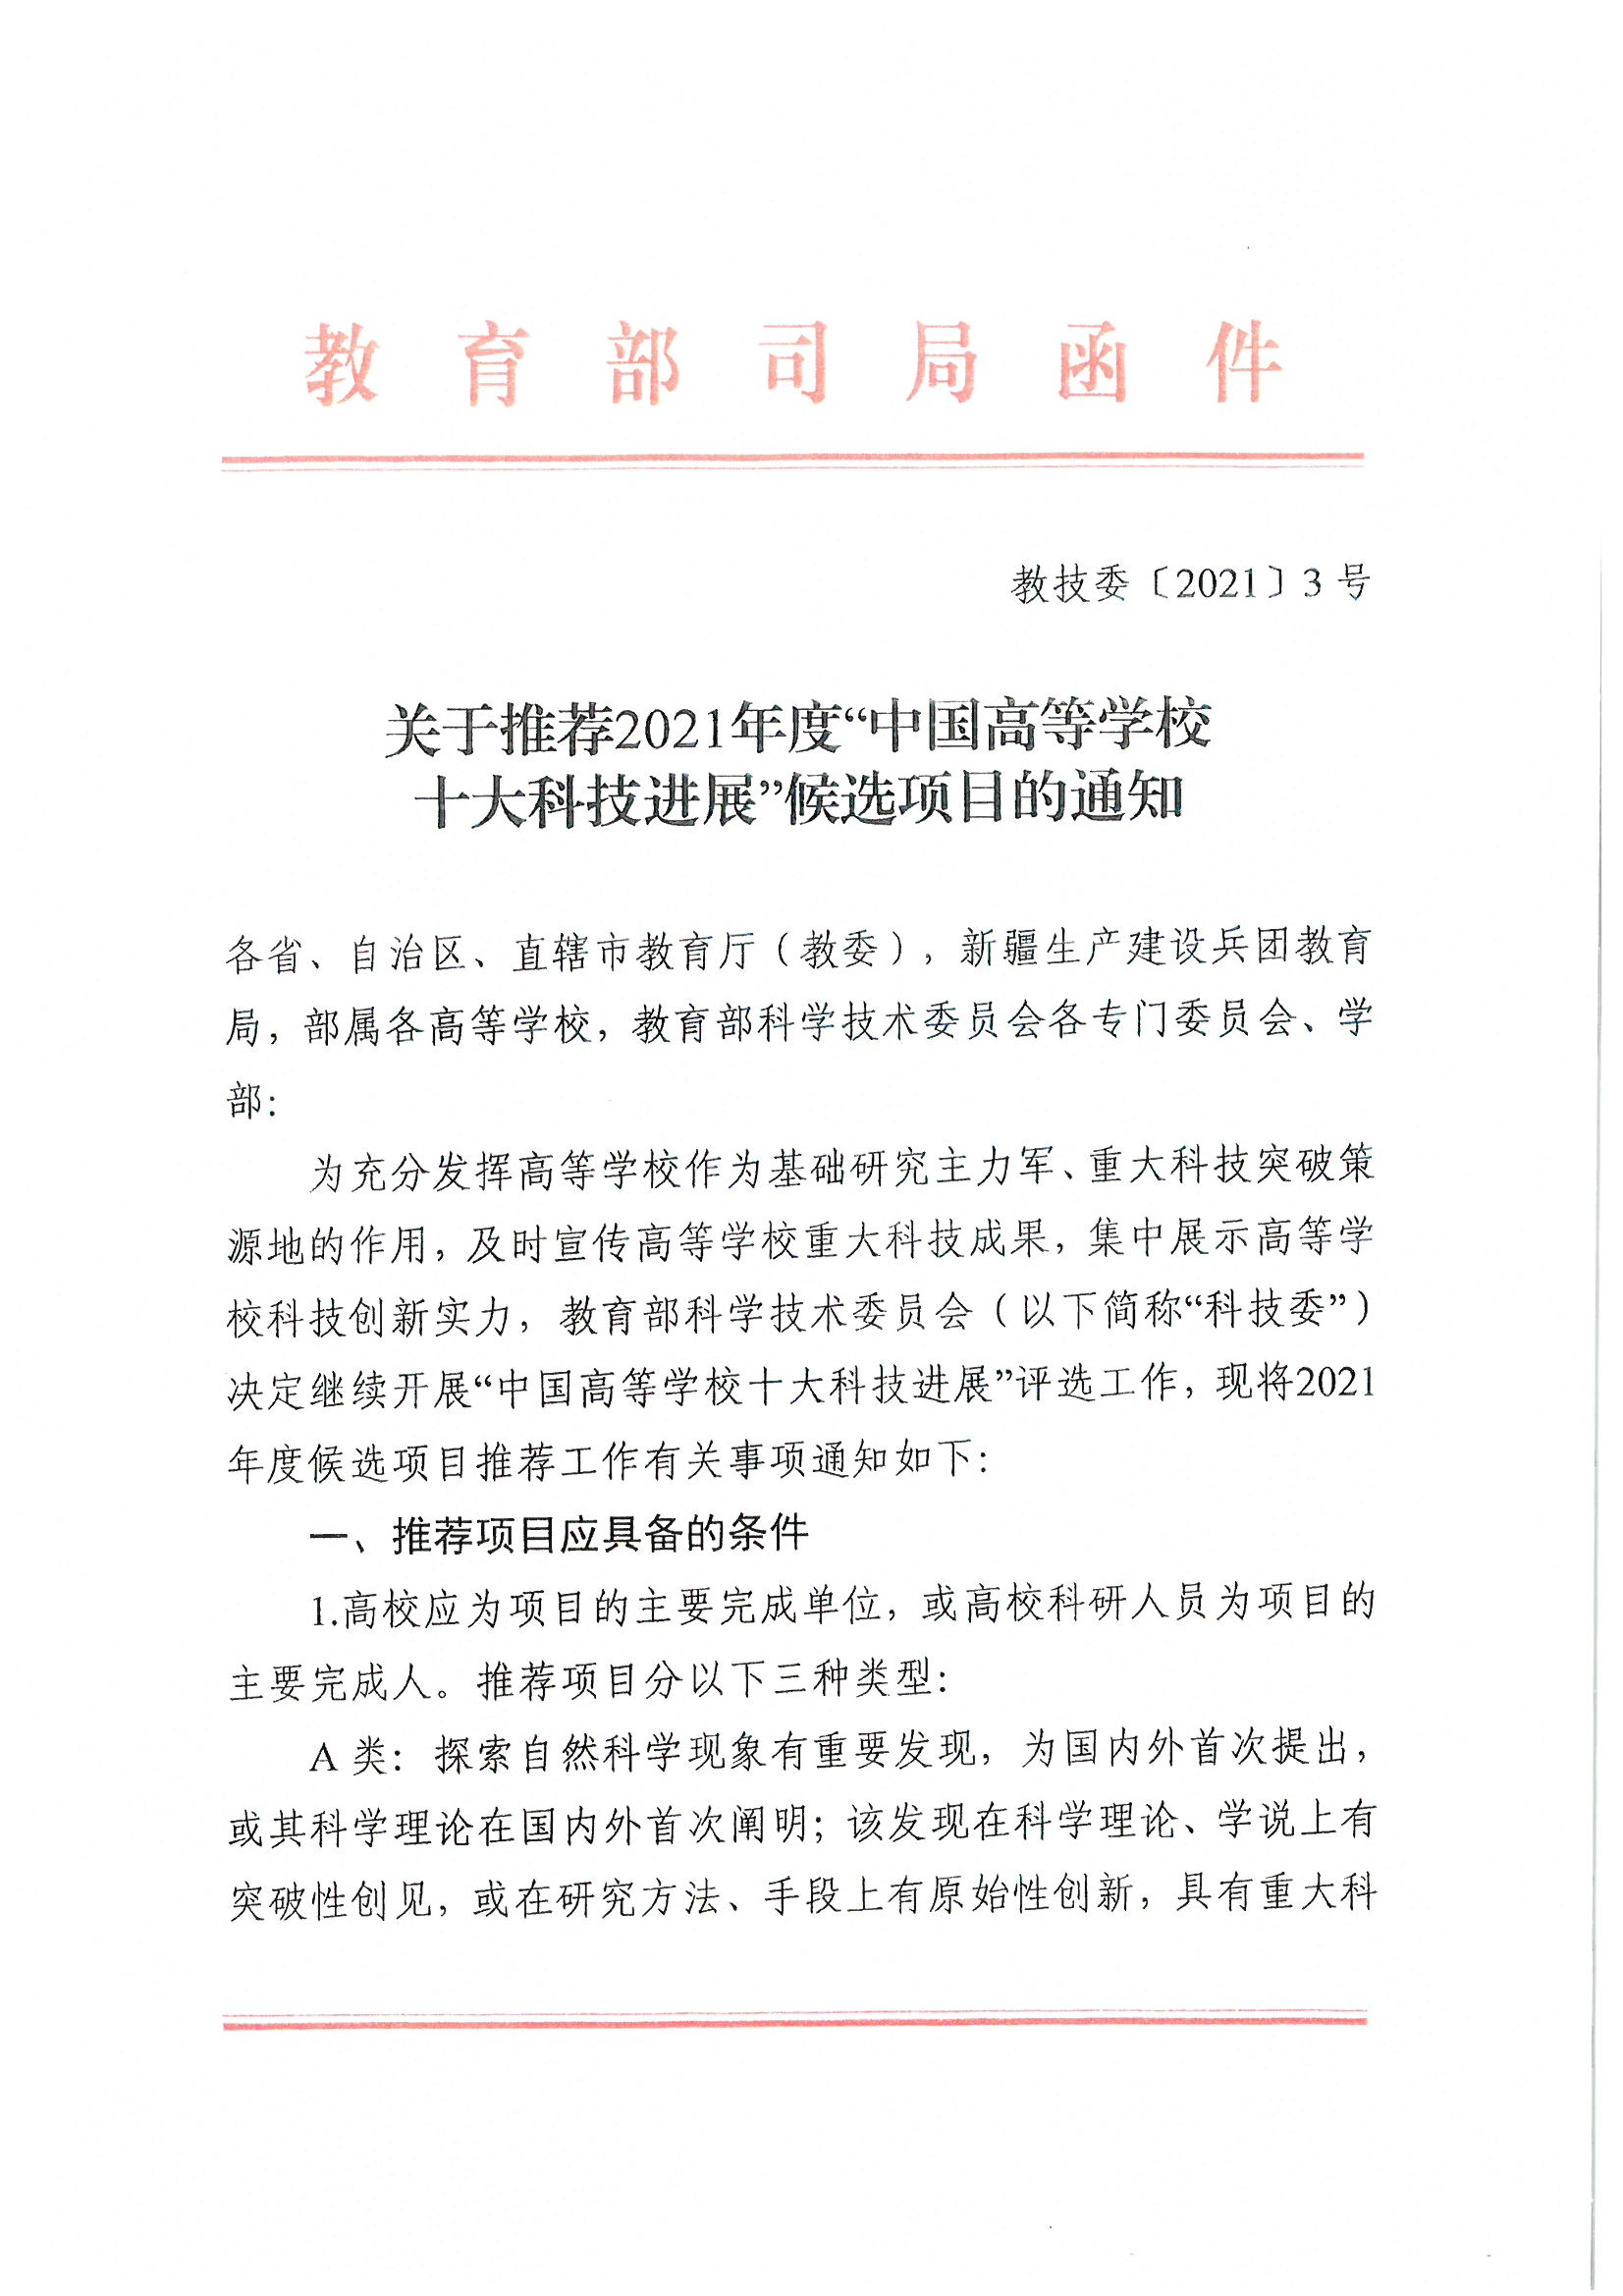 教育部司局函件
教技委〔2021〕3 号
关于推荐2021年度“中国高等学校
十大科技进展”候选项目的通知
各省、自治区、直辖市教育厅（教委），新疆生产建设兵团教育
局，部属各高等学校，教育部科学技术委员会各专门委员会、学
部：
为充分发挥高等学校作为基础研究主力军、重大科技突破策
源地的作用，及时宣传高等学校重大科技成果，集中展示高等学
校科技创新实力，教育部科学技术委员会（以下简称“科技委”）
决定继续开展“中国高等学校十大科技进展”评选工作，现将2021
年度候选项目推荐工作有关事项通知如下：
一、推荐项目应具备的条件
1.高校应为项目的主要完成单位，或高校科研人员为项目的
主要完成人。推荐项目分以下三种类型：
A 类：探索自然科学现象有重要发现，为国内外首次提出，
或其科学理论在国内外首次阐明；该发现在科学理论、学说上有
突破性创见，或在研究方法、手段上有原始性创新，具有重大科